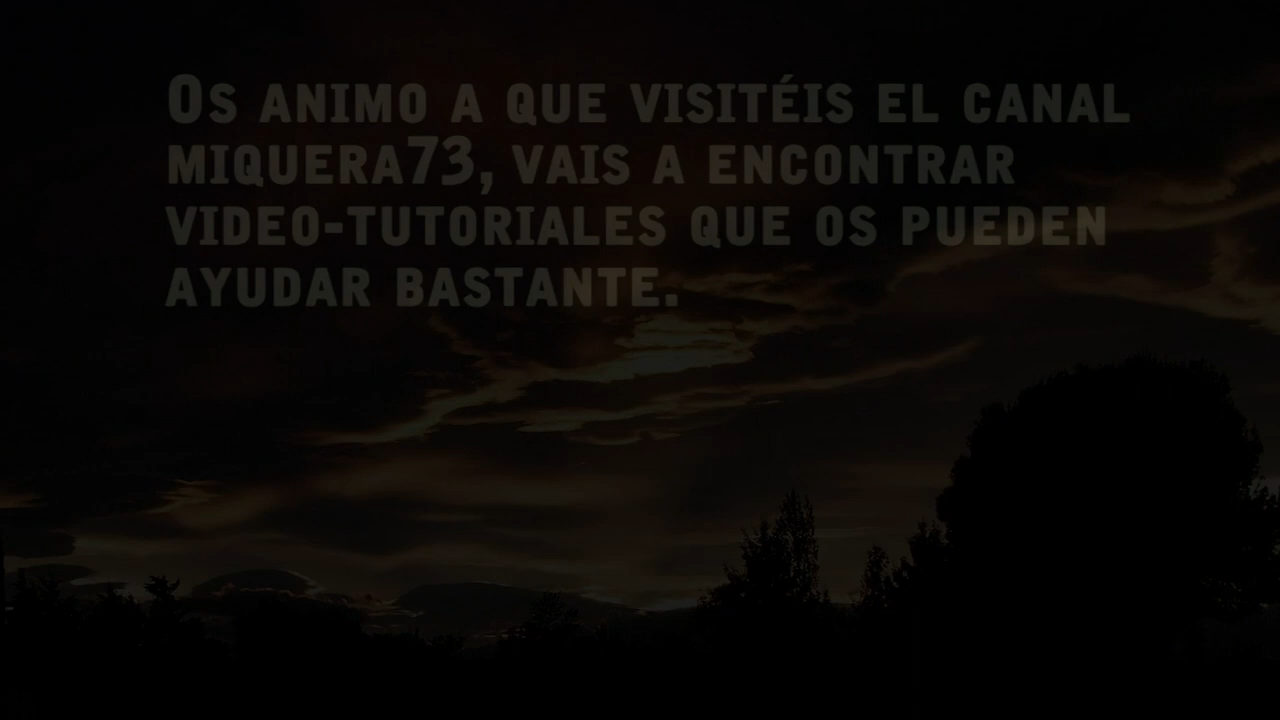 Os animo a que visitéis el canal
miquera73, vais a encontrar
video-tutoriales que os pueden
ayudar bastante.